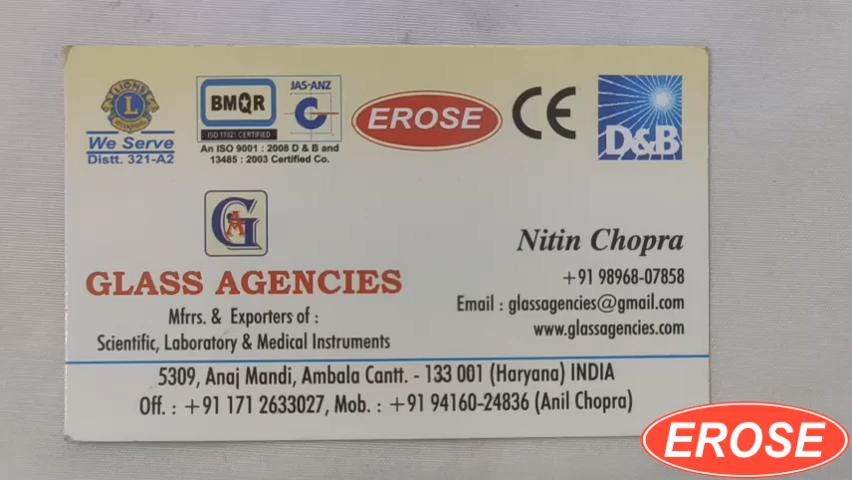 LIONS
L
INTERNATIONAL
We Serve
Distt. 321-A2
BMQR
ISO 17021 CERTIFIED
JAS-ANZ
C
An ISO 9001 : 2008 D & B and
13485 : 2003 Certified Co.
EROSE
CE
D&B
G
GLASS AGENCIES
Mfrrs. & Exporters of :
Scientific, Laboratory & Medical Instruments
Nitin Chopra
+91 98968-07858
Email : glassagencies@gmail.com
www.glassagencies.com
5309, Anaj Mandi, Ambala Cantt. - 133 001 (Haryana) INDIA
Off. : +91 171 2633027, Mob. : +91 94160-24836 (Anil Chopra)
EROSE